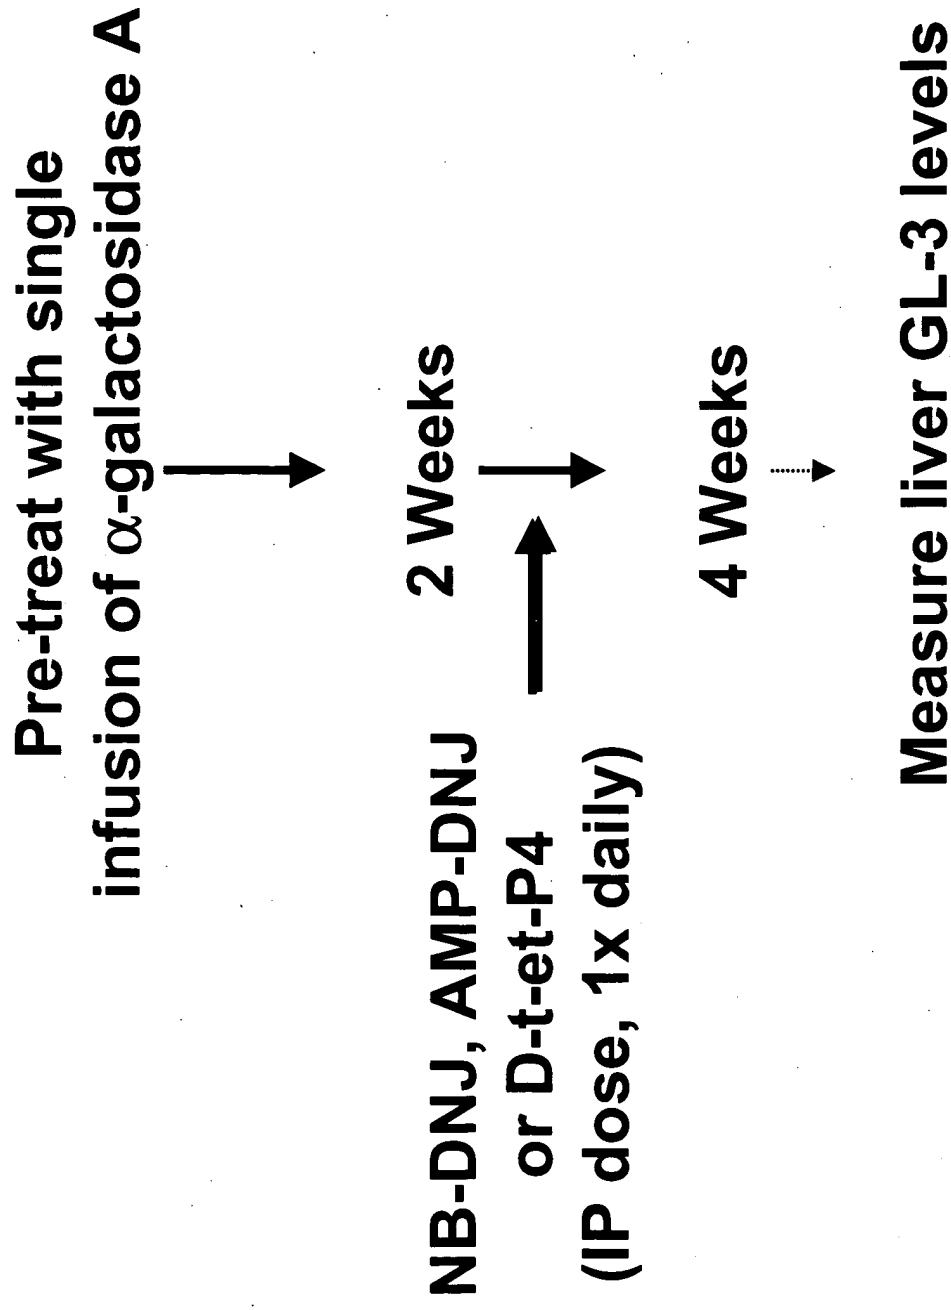 Pre-treat with single
infusion of α-galactosidase A
2 Weeks
NB-DNJ, AMP-DNJ
or D-t-et-P4
(IP dose, 1x daily)
4 Weeks
Measure liver GL-3 levels